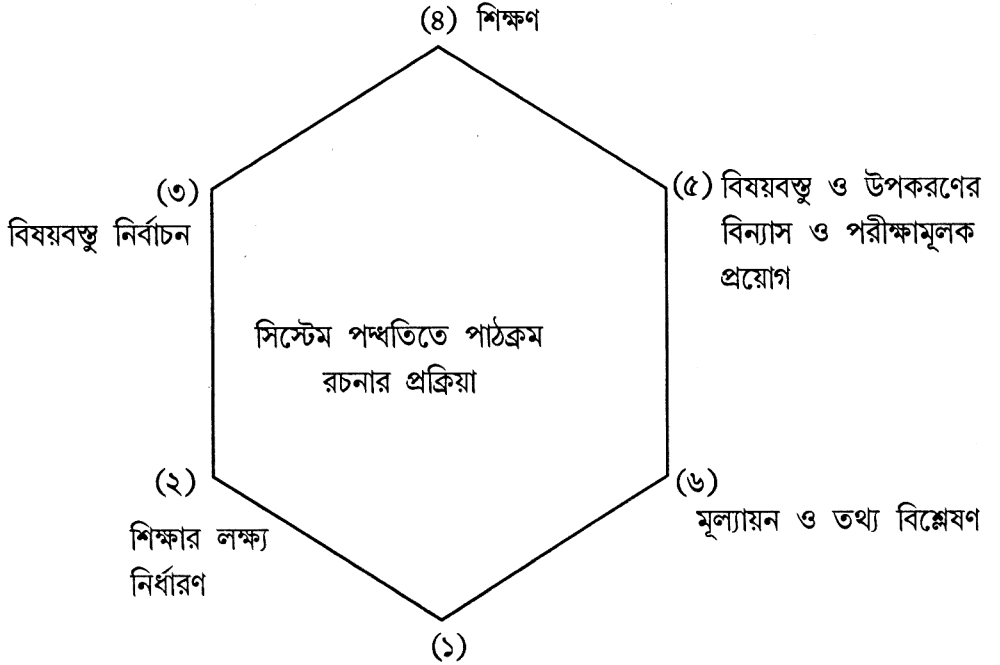 (৪) শিক্ষণ
(৩)
বিষয়বস্তু নির্বাচন
(৫) বিষয়বস্তু ও উপকরণের
বিন্যাস ও পরীক্ষামূলক
প্রয়োগ
সিস্টেম পদ্ধতিতে পাঠক্রম
রচনার প্রক্রিয়া
(২)
শিক্ষার লক্ষ্য
নির্ধারণ
(৬)
মূল্যায়ন ও তথ্য বিশ্লেষণ
(১)